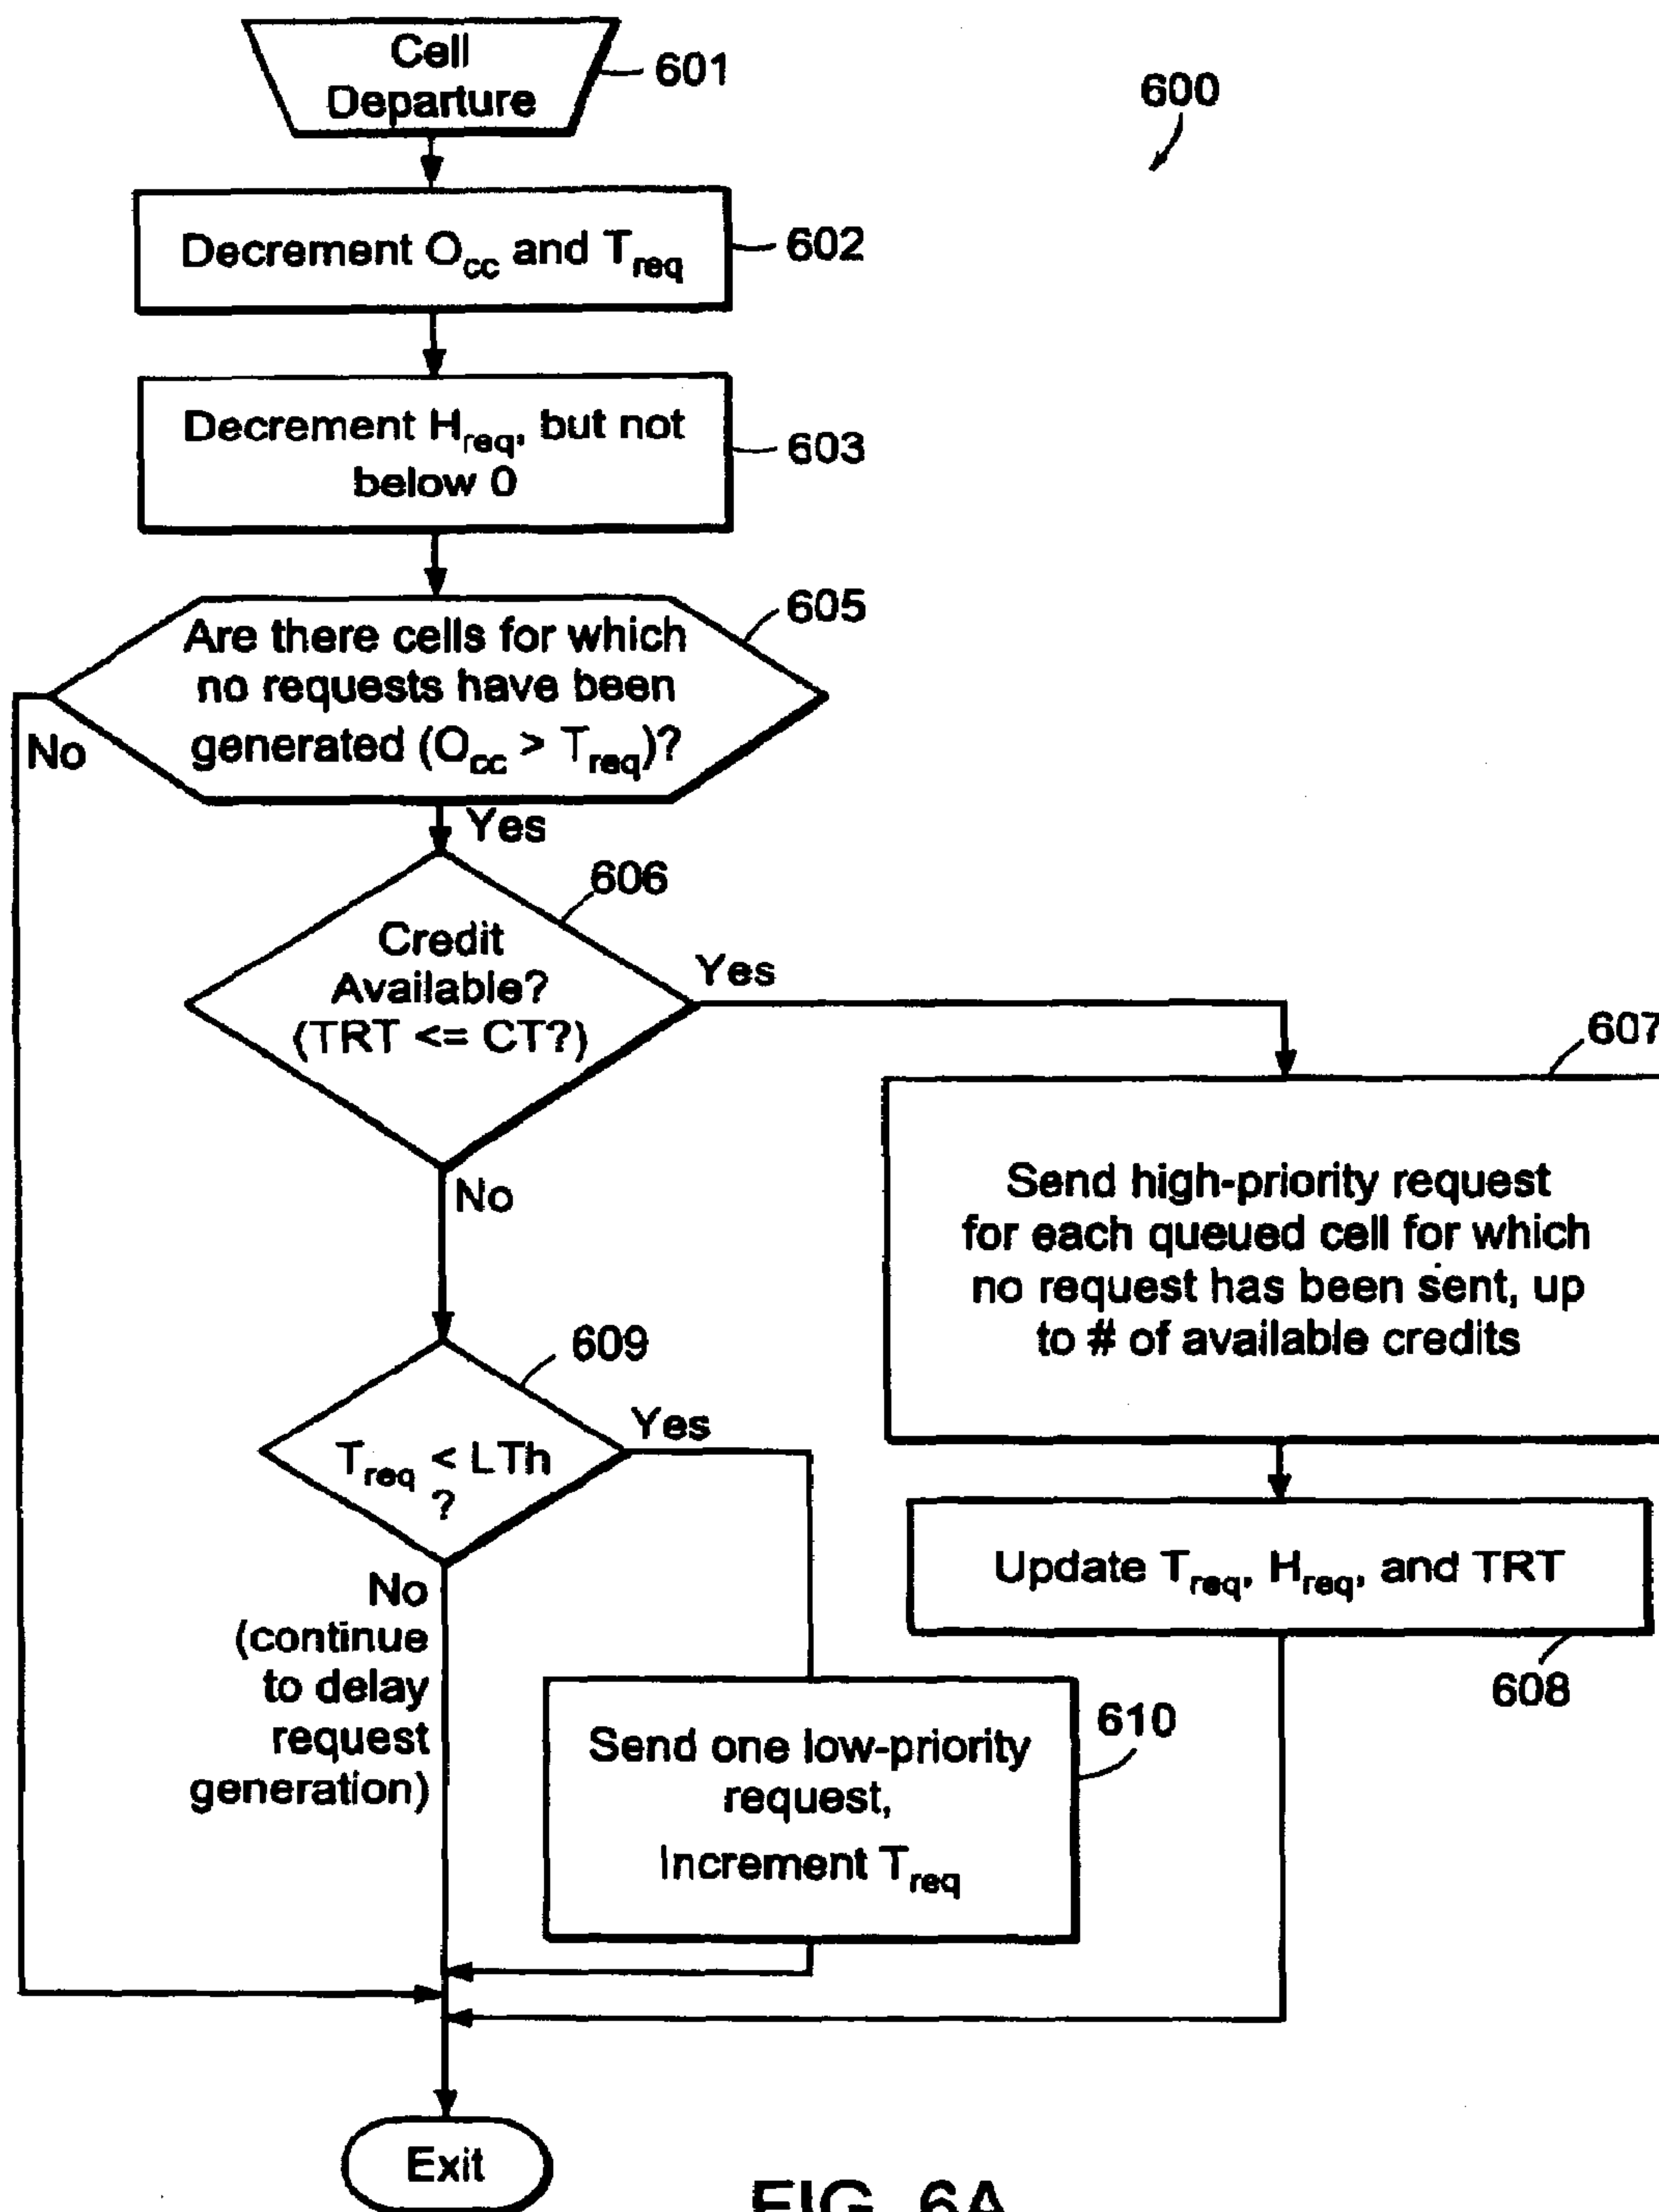 Cell
Departure
601
600
Decrement Occ and Treq
602
Decrement Hreq, but not
below 0
603
605
Are there cells for which
no requests have been
generated (Occ > Treq)?
No
Yes
606
Credit
Available?
(TRT <= CT?)
Yes
No
607
Send high-priority request
for each queued cell for which
no request has been sent, up
to # of available credits
609
Treq < LTh
?
Yes
Update Treq, Hreq, and TRT
608
No
(continue
to delay
request
generation)
Send one low-priority
request,
Increment Treq
610
Exit
FIG. 6A